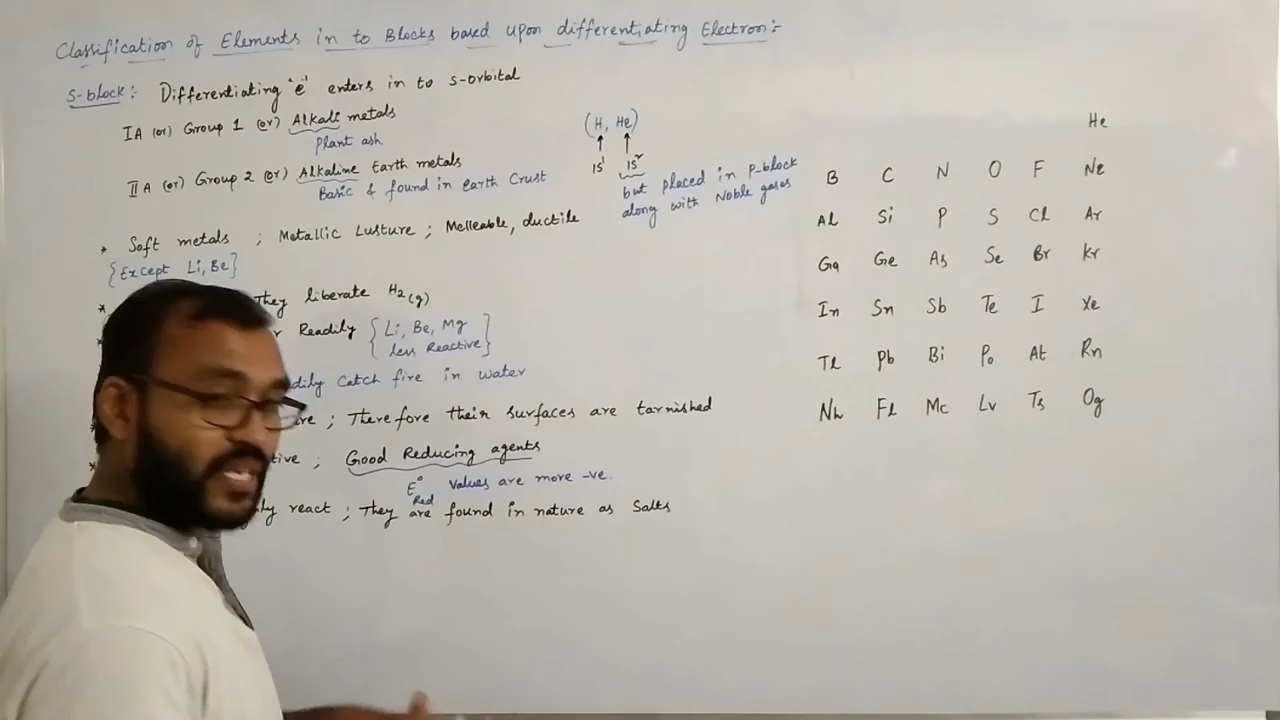 Classification of Elements in to Blocks based upon differentiating Electron :-
S-block : Differentiating 'e⁻' enters in to s-orbital
IA (or) Group 1 (or) Alkali metals
Plant ash
II A (or) Group 2 (or) Alkaline Earth metals
Basic & found in earth Crust
(H, He)
1s¹ 1s²
but placed in p-block
along with Noble gases
* Soft metals ; Metallic Lusture ; Melleable, ductile
{Except Li, Be}
* They liberate H₂(g)
* Readily {Li, Be, Mg
less Reactive}
Catch fire in water
; Therefore their surfaces are tarnished
* ; Good Reducing agents
E°Red values are more -ve.
react ; They are found in nature as Salts
He
B C N O F Ne
Al Si P S Cl Ar
Ga Ge As Se Br Kr
In Sn Sb Te I Xe
Tl Pb Bi Po At Rn
Nh Fl Mc Lv Ts Og